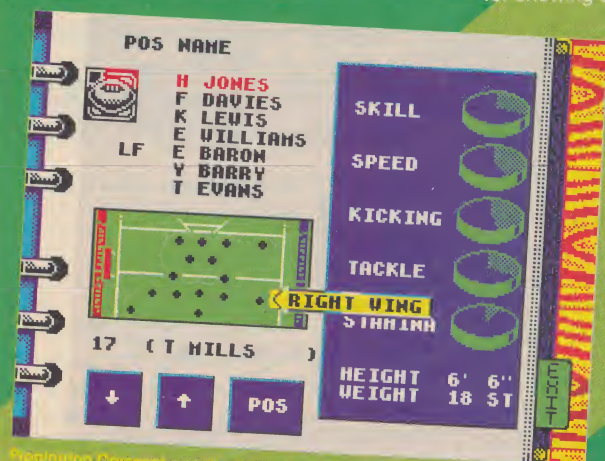 POS NAME
H JONES
F DAVIES
K LEWIS
E WILLIAMS
LF E BARON
Y BARRY
T EVANS
17 (T MILLS )
POS
SKILL
SPEED
KICKING
TACKLE
RIGHT WING
STAMINA
HEIGHT 6' 6"
WEIGHT 18 ST
EXIT